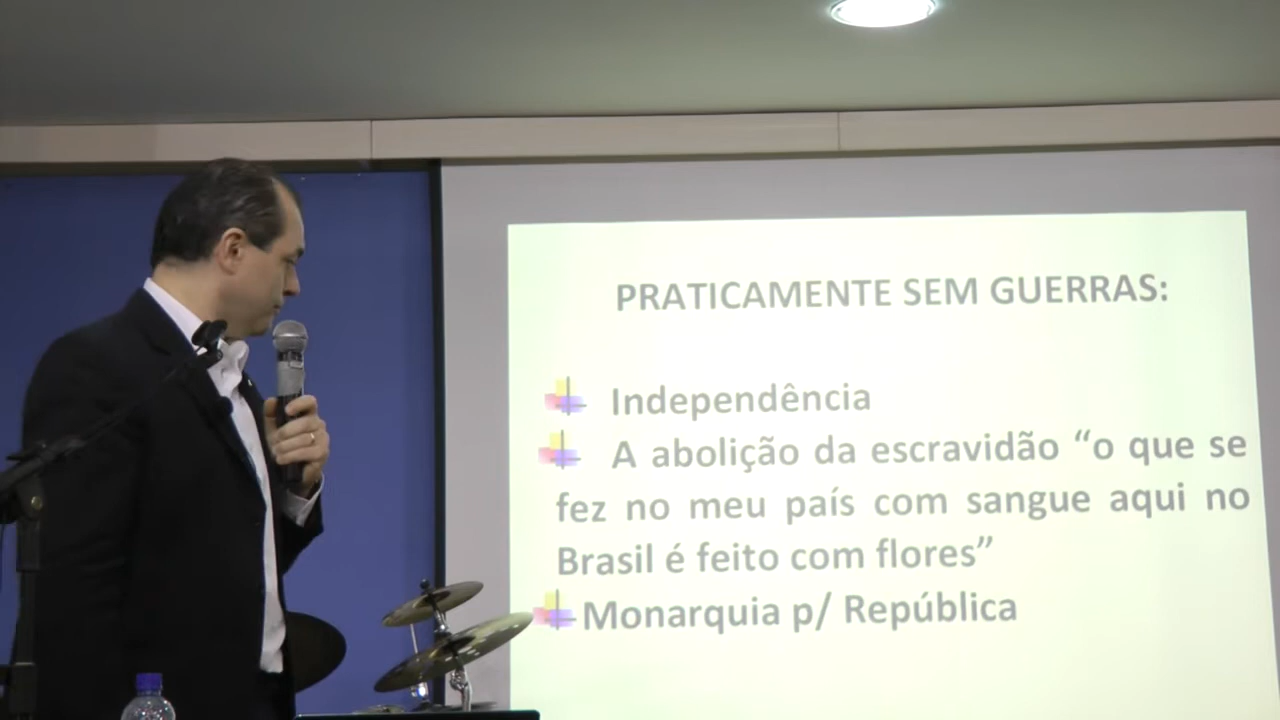 PRATICAMENTE SEM GUERRAS:
Independência
A abolição da escravidão “o que se
fez no meu país com sangue aqui no
Brasil é feito com flores”
Monarquia p/ República